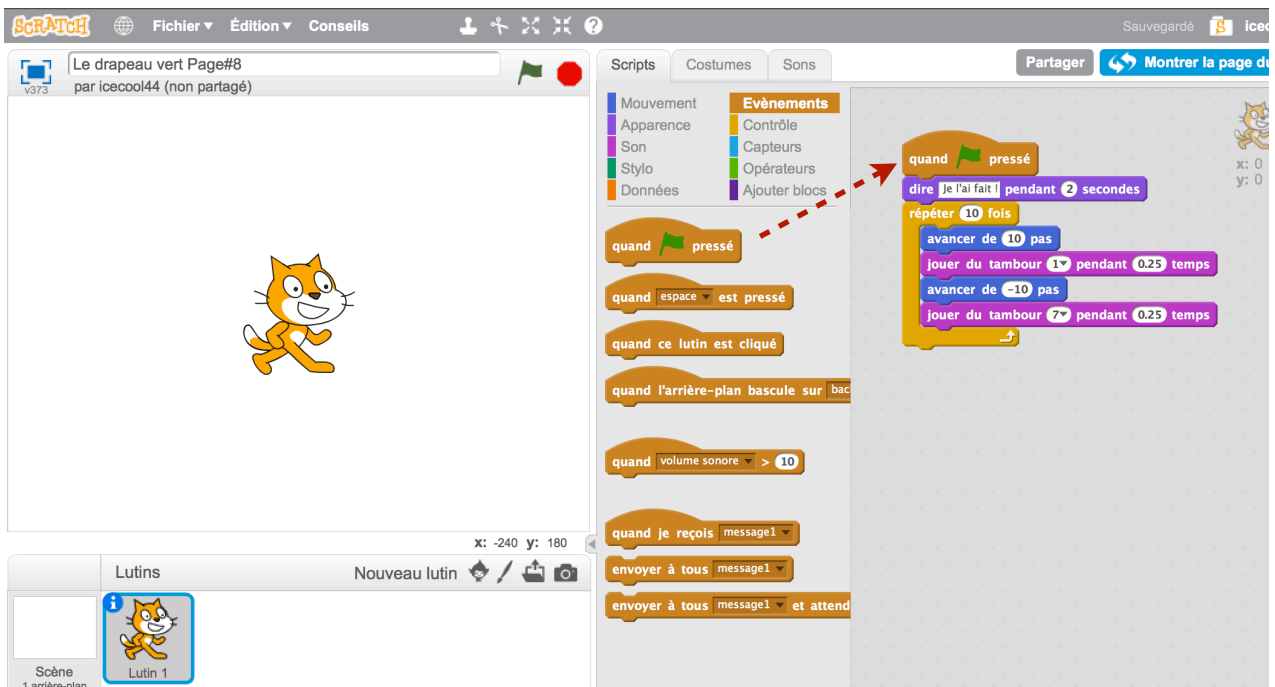 SCRATCH Fichier Édition Conseils ? Sauvegardé S icec
Le drapeau vert Page#8
v373
par icecool44 (non partagé)
Scripts Costumes Sons
Partager Montrer la page du
Mouvement Evènements
Apparence Contrôle
Son Capteurs
Stylo Opérateurs
Données Ajouter blocs
quand pressé
quand espace est pressé
quand ce lutin est cliqué
quand l'arrière-plan bascule sur bac
quand volume sonore > 10
quand je reçois message1
envoyer à tous message1
envoyer à tous message1 et attend
quand pressé
dire Je l'ai fait ! pendant 2 secondes
répéter 10 fois
avancer de 10 pas
jouer du tambour 1 pendant 0.25 temps
avancer de -10 pas
jouer du tambour 7 pendant 0.25 temps
x: 0
y: 0
x: -240 y: 180
Lutins Nouveau lutin
i
Scène
1 arrière-plan
Lutin 1